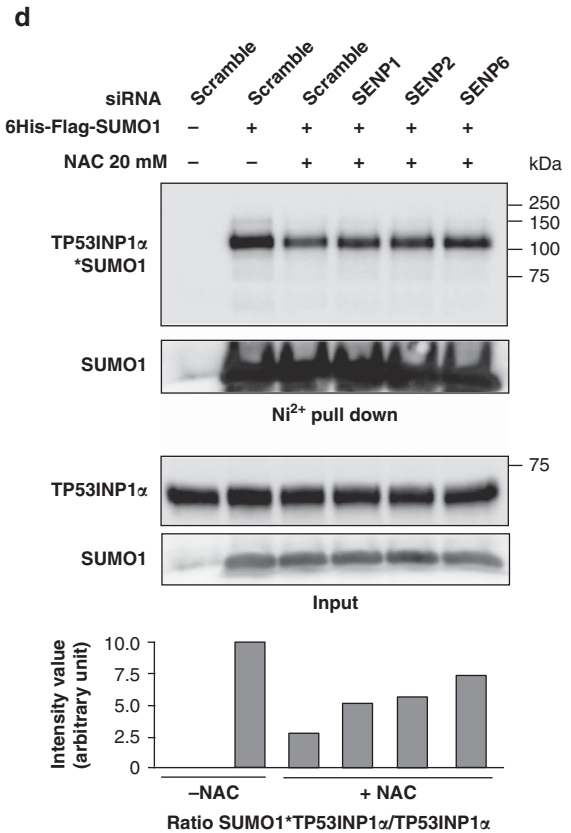 d
Scramble Scramble Scramble SENP1 SENP2 SENP6
siRNA
6His-Flag-SUMO1 – + + + + +
NAC 20 mM – – + + + + kDa
250
150
TP53INP1α
*SUMO1
100
75
SUMO1
Ni2+ pull down
75
TP53INP1α
SUMO1
Input
Intensity value
(arbitrary unit)
10.0
7.5
5.0
2.5
0
–NAC + NAC
Ratio SUMO1*TP53INP1α/TP53INP1α